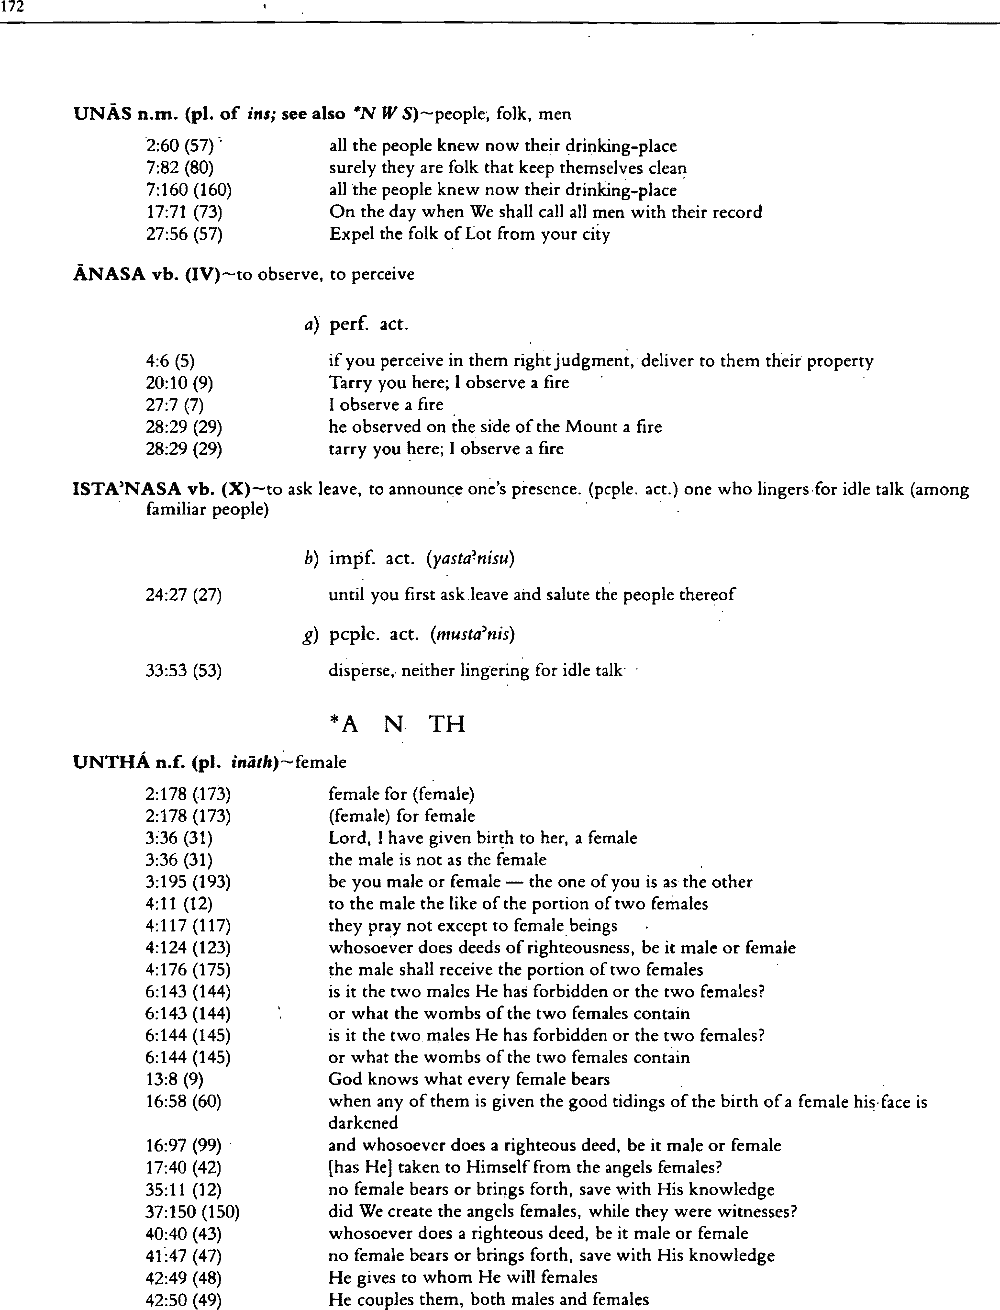 172
UNĀS n.m. (pl. of ins; see also *N W S)~people, folk, men
2:60 (57) all the people knew now their drinking-place
7:82 (80) surely they are folk that keep themselves clean
7:160 (160) all the people knew now their drinking-place
17:71 (73) On the day when We shall call all men with their record
27:56 (57) Expel the folk of Lot from your city
ĀNASA vb. (IV)~to observe, to perceive
a) perf. act.
4:6 (5) if you perceive in them right judgment, deliver to them their property
20:10 (9) Tarry you here; I observe a fire
27:7 (7) I observe a fire
28:29 (29) he observed on the side of the Mount a fire
28:29 (29) tarry you here; I observe a fire
ISTAʾNASA vb. (X)~to ask leave, to announce one's presence. (pcple. act.) one who lingers for idle talk (among
familiar people)
b) impf. act. (yastaʾnisu)
24:27 (27) until you first ask leave and salute the people thereof
g) pcple. act. (mustaʾnis)
33:53 (53) disperse, neither lingering for idle talk
*A N TH
UNTHÁ n.f. (pl. ināth)~female
2:178 (173) female for (female)
2:178 (173) (female) for female
3:36 (31) Lord, I have given birth to her, a female
3:36 (31) the male is not as the female
3:195 (193) be you male or female — the one of you is as the other
4:11 (12) to the male the like of the portion of two females
4:117 (117) they pray not except to female beings
4:124 (123) whosoever does deeds of righteousness, be it male or female
4:176 (175) the male shall receive the portion of two females
6:143 (144) is it the two males He has forbidden or the two females?
6:143 (144) or what the wombs of the two females contain
6:144 (145) is it the two males He has forbidden or the two females?
6:144 (145) or what the wombs of the two females contain
13:8 (9) God knows what every female bears
16:58 (60) when any of them is given the good tidings of the birth of a female his face is
darkened
16:97 (99) and whosoever does a righteous deed, be it male or female
17:40 (42) [has He] taken to Himself from the angels females?
35:11 (12) no female bears or brings forth, save with His knowledge
37:150 (150) did We create the angels females, while they were witnesses?
40:40 (43) whosoever does a righteous deed, be it male or female
41:47 (47) no female bears or brings forth, save with His knowledge
42:49 (48) He gives to whom He will females
42:50 (49) He couples them, both males and females